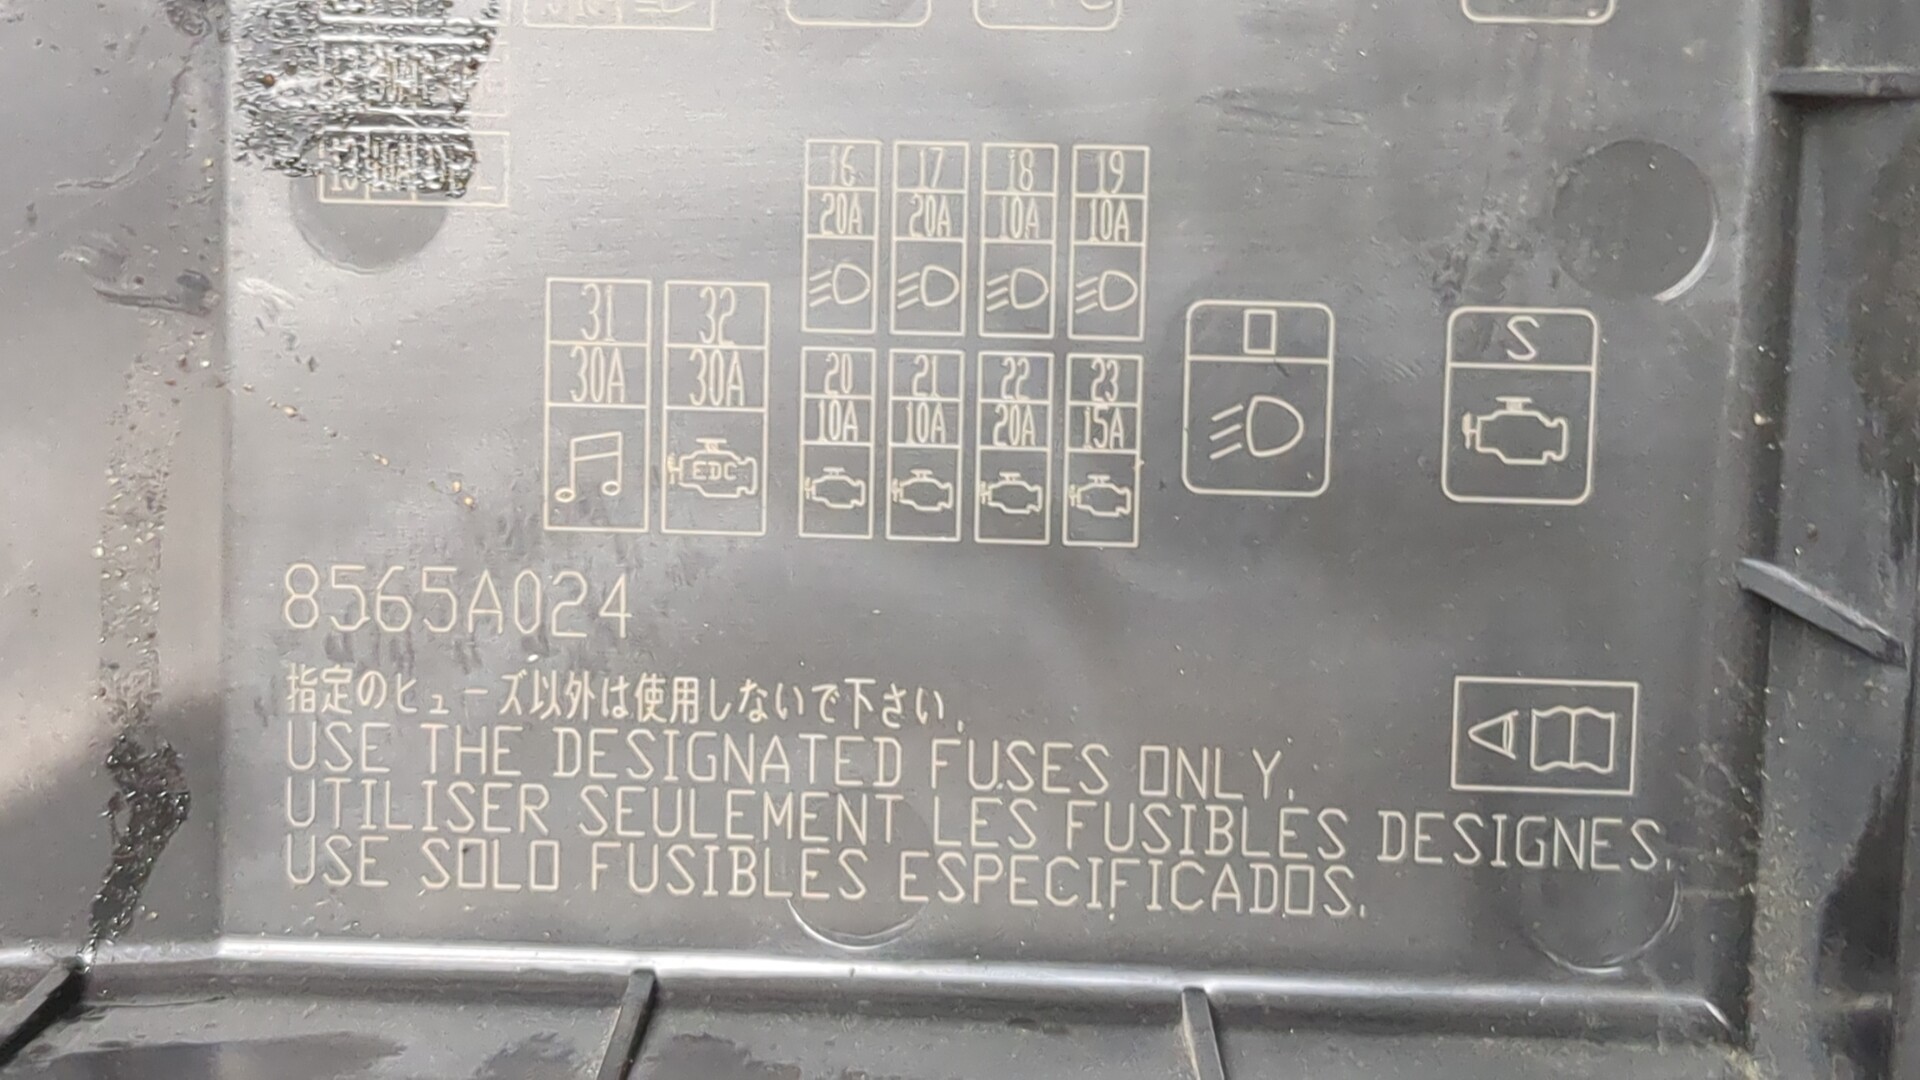 16 17 18 19
20A 20A 10A 10A
31 32
30A 30A
20 21 22 23
10A 10A 20A 15A
EDC
S
8565A024
指定のヒューズ以外は使用しないで下さい.
USE THE DESIGNATED FUSES ONLY.
UTILISER SEULEMENT LES FUSIBLES DESIGNES.
USE SOLO FUSIBLES ESPECIFICADOS.